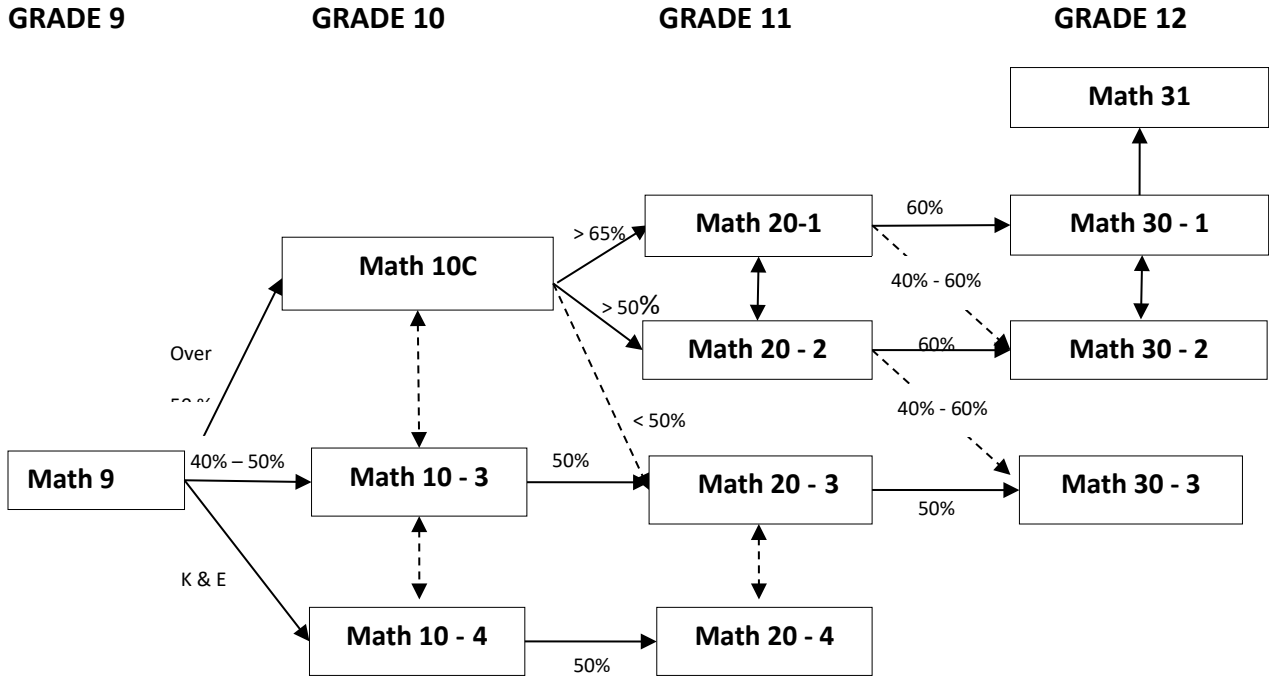 GRADE 9 GRADE 10 GRADE 11 GRADE 12
Math 31
Math 20-1
60%
Math 30 - 1
> 65%
Math 10C
40% - 60%
> 50%
Math 20 - 2
60%
Math 30 - 2
Over
40% - 60%
< 50%
Math 9
40% – 50%
Math 10 - 3
50%
Math 20 - 3
50%
Math 30 - 3
K & E
Math 10 - 4
50%
Math 20 - 4